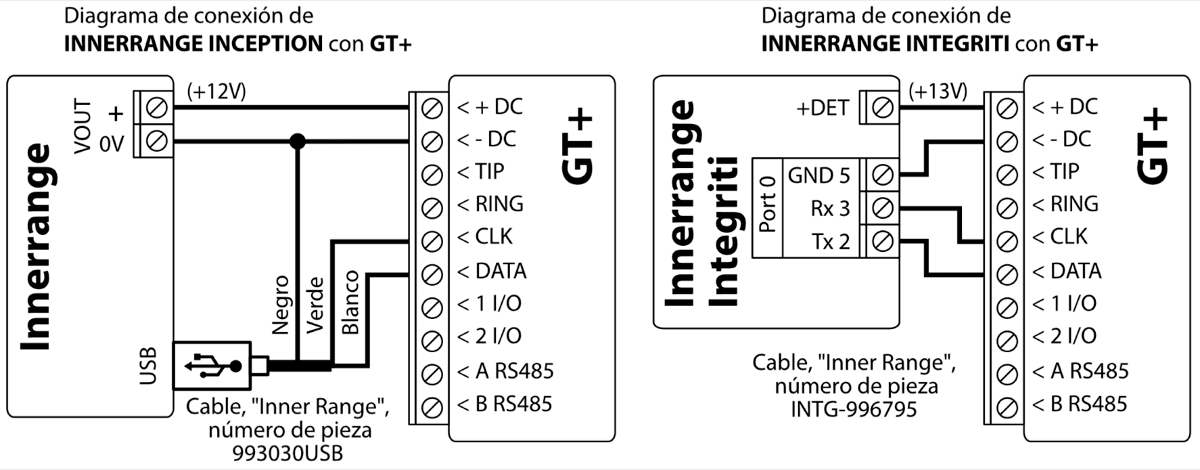 Diagrama de conexión de
INNERRANGE INCEPTION con GT+
Innerrange
VOUT
+
0V
(+12V)
< + DC
< - DC
< TIP
< RING
< CLK
< DATA
< 1 I/O
< 2 I/O
< A RS485
< B RS485
GT+
Negro
Verde
Blanco
USB
Cable, "Inner Range",
número de pieza
993030USB
Diagrama de conexión de
INNERRANGE INTEGRITI con GT+
Innerrange
Integriti
+DET
(+13V)
Port 0
GND 5
Rx 3
Tx 2
< + DC
< - DC
< TIP
< RING
< CLK
< DATA
< 1 I/O
< 2 I/O
< A RS485
< B RS485
GT+
Cable, "Inner Range",
número de pieza
INTG-996795